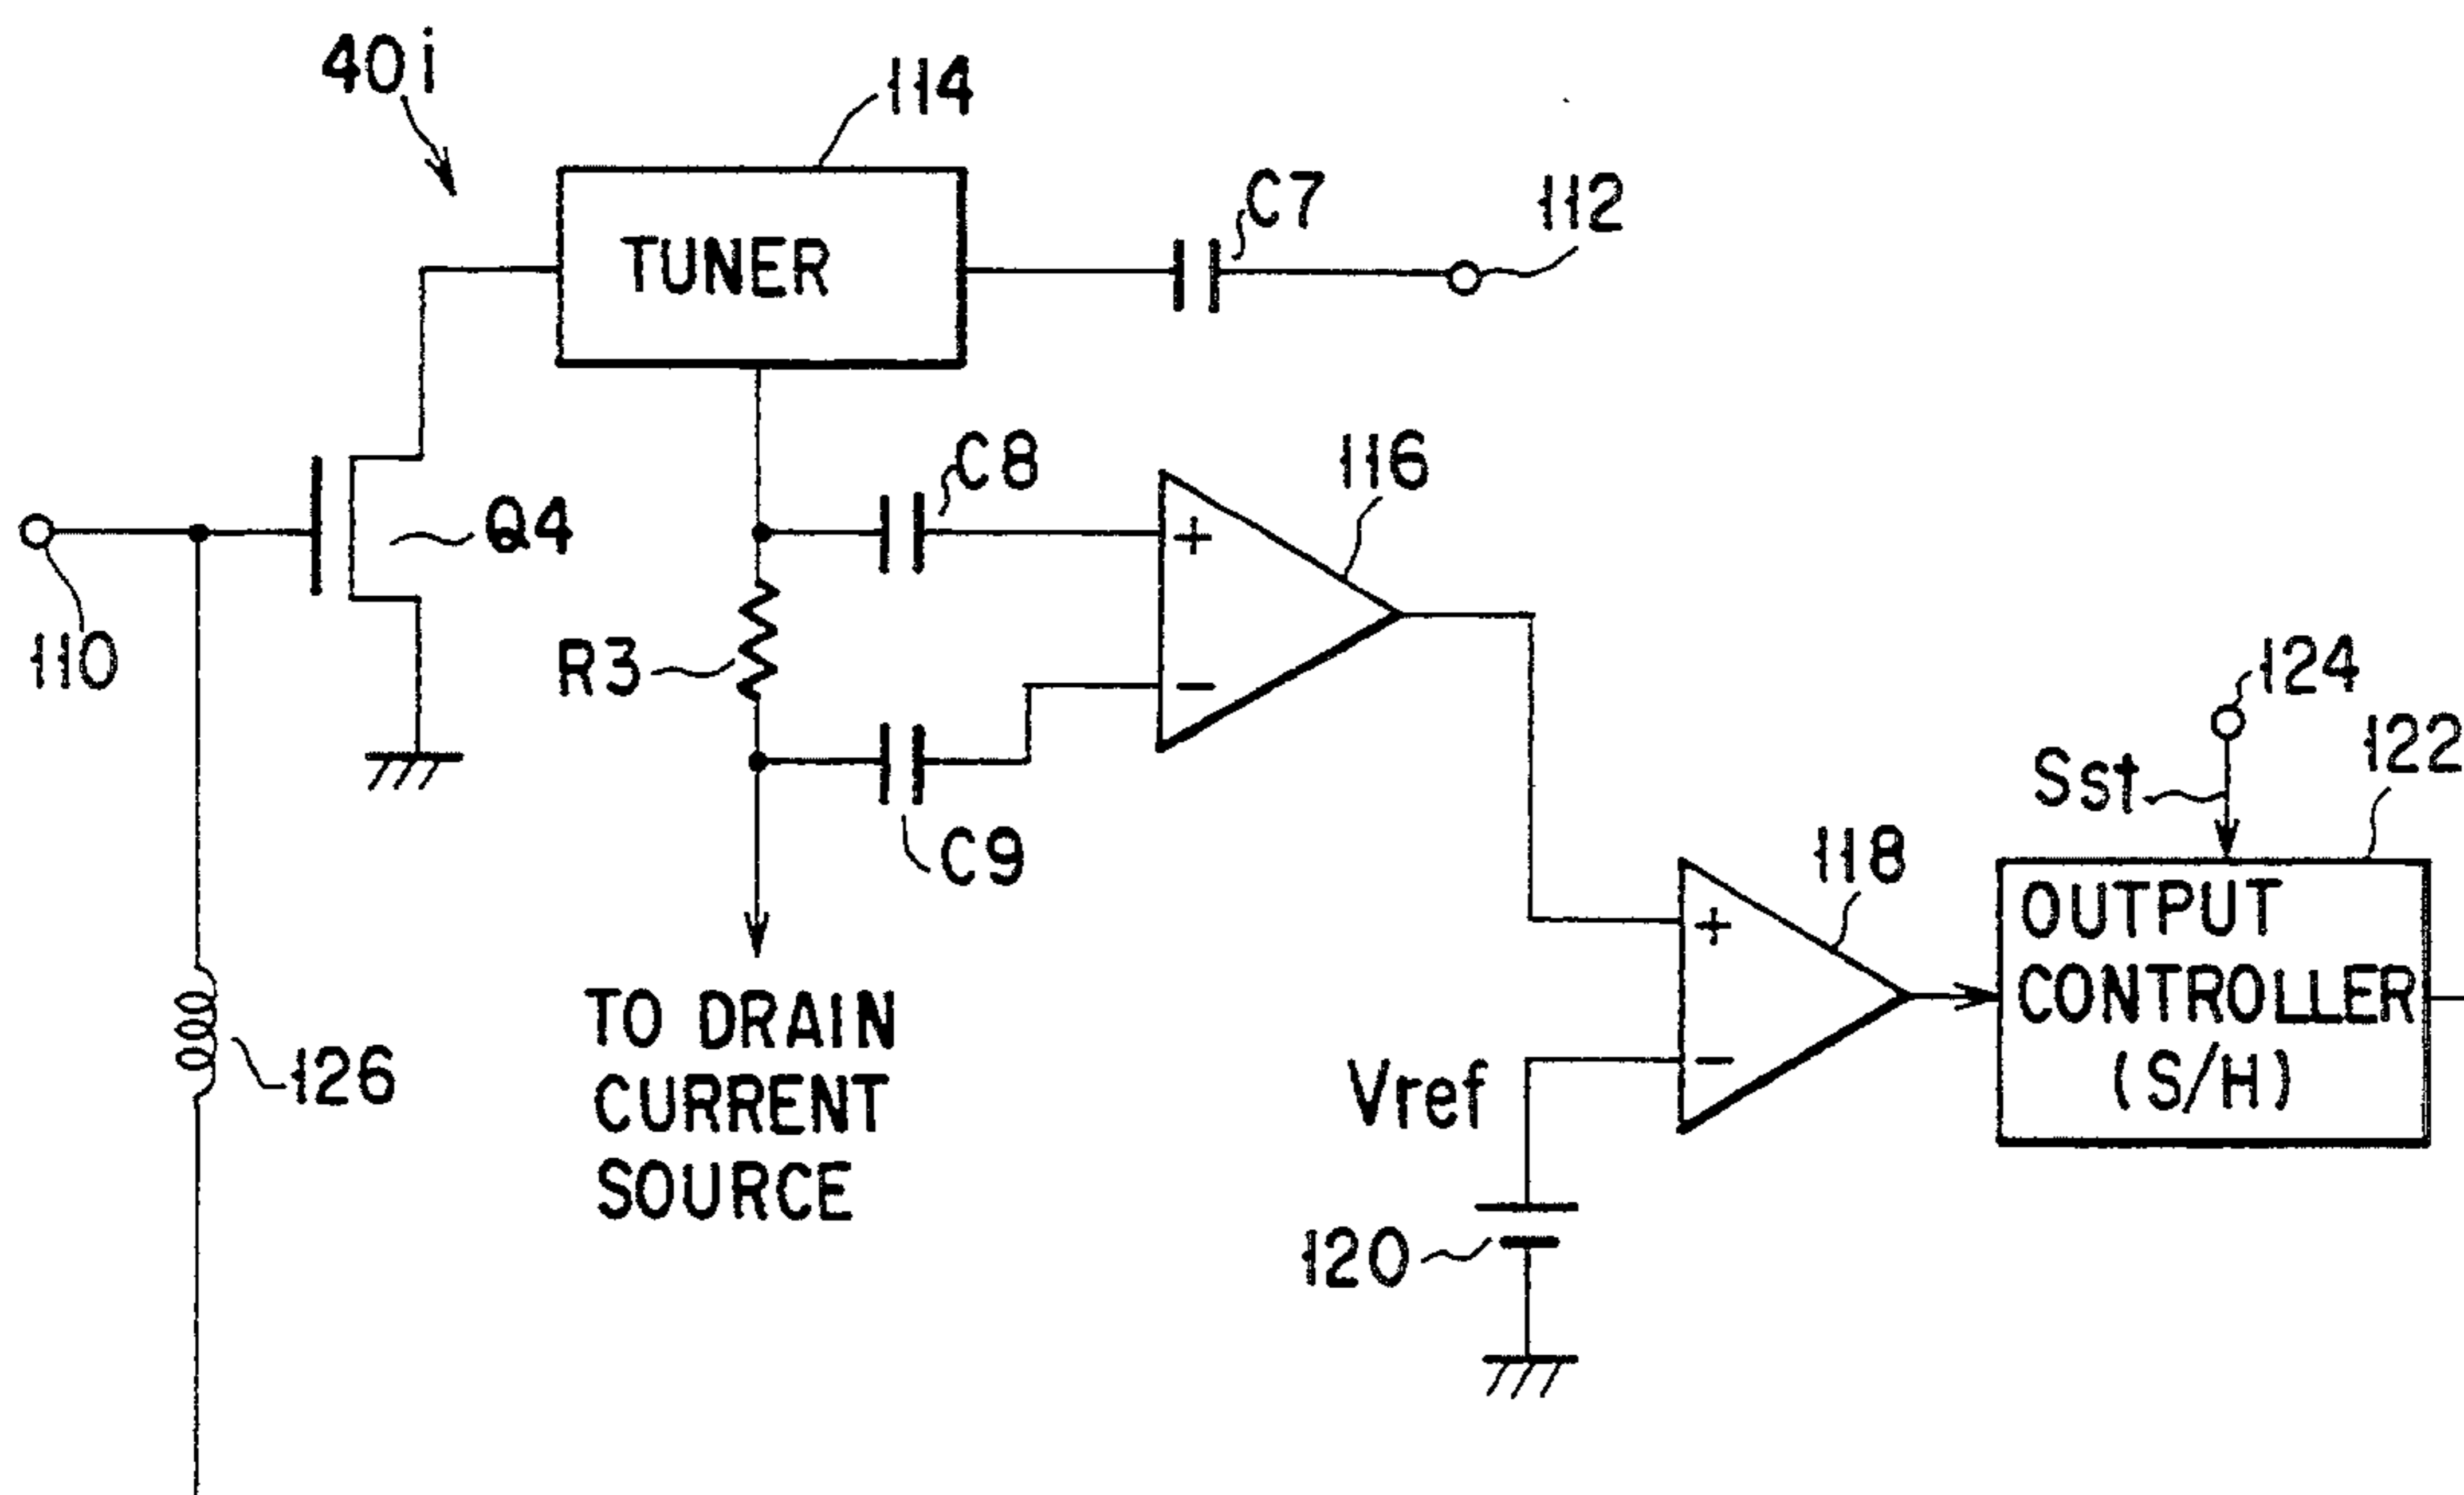 40i
114
TUNER
C7
112
C8
116
Q4
+
110
R3
−
124
122
Sst
C9
118
OUTPUT
CONTROLLER
(S/H)
+
TO DRAIN
CURRENT
SOURCE
126
Vref
−
120